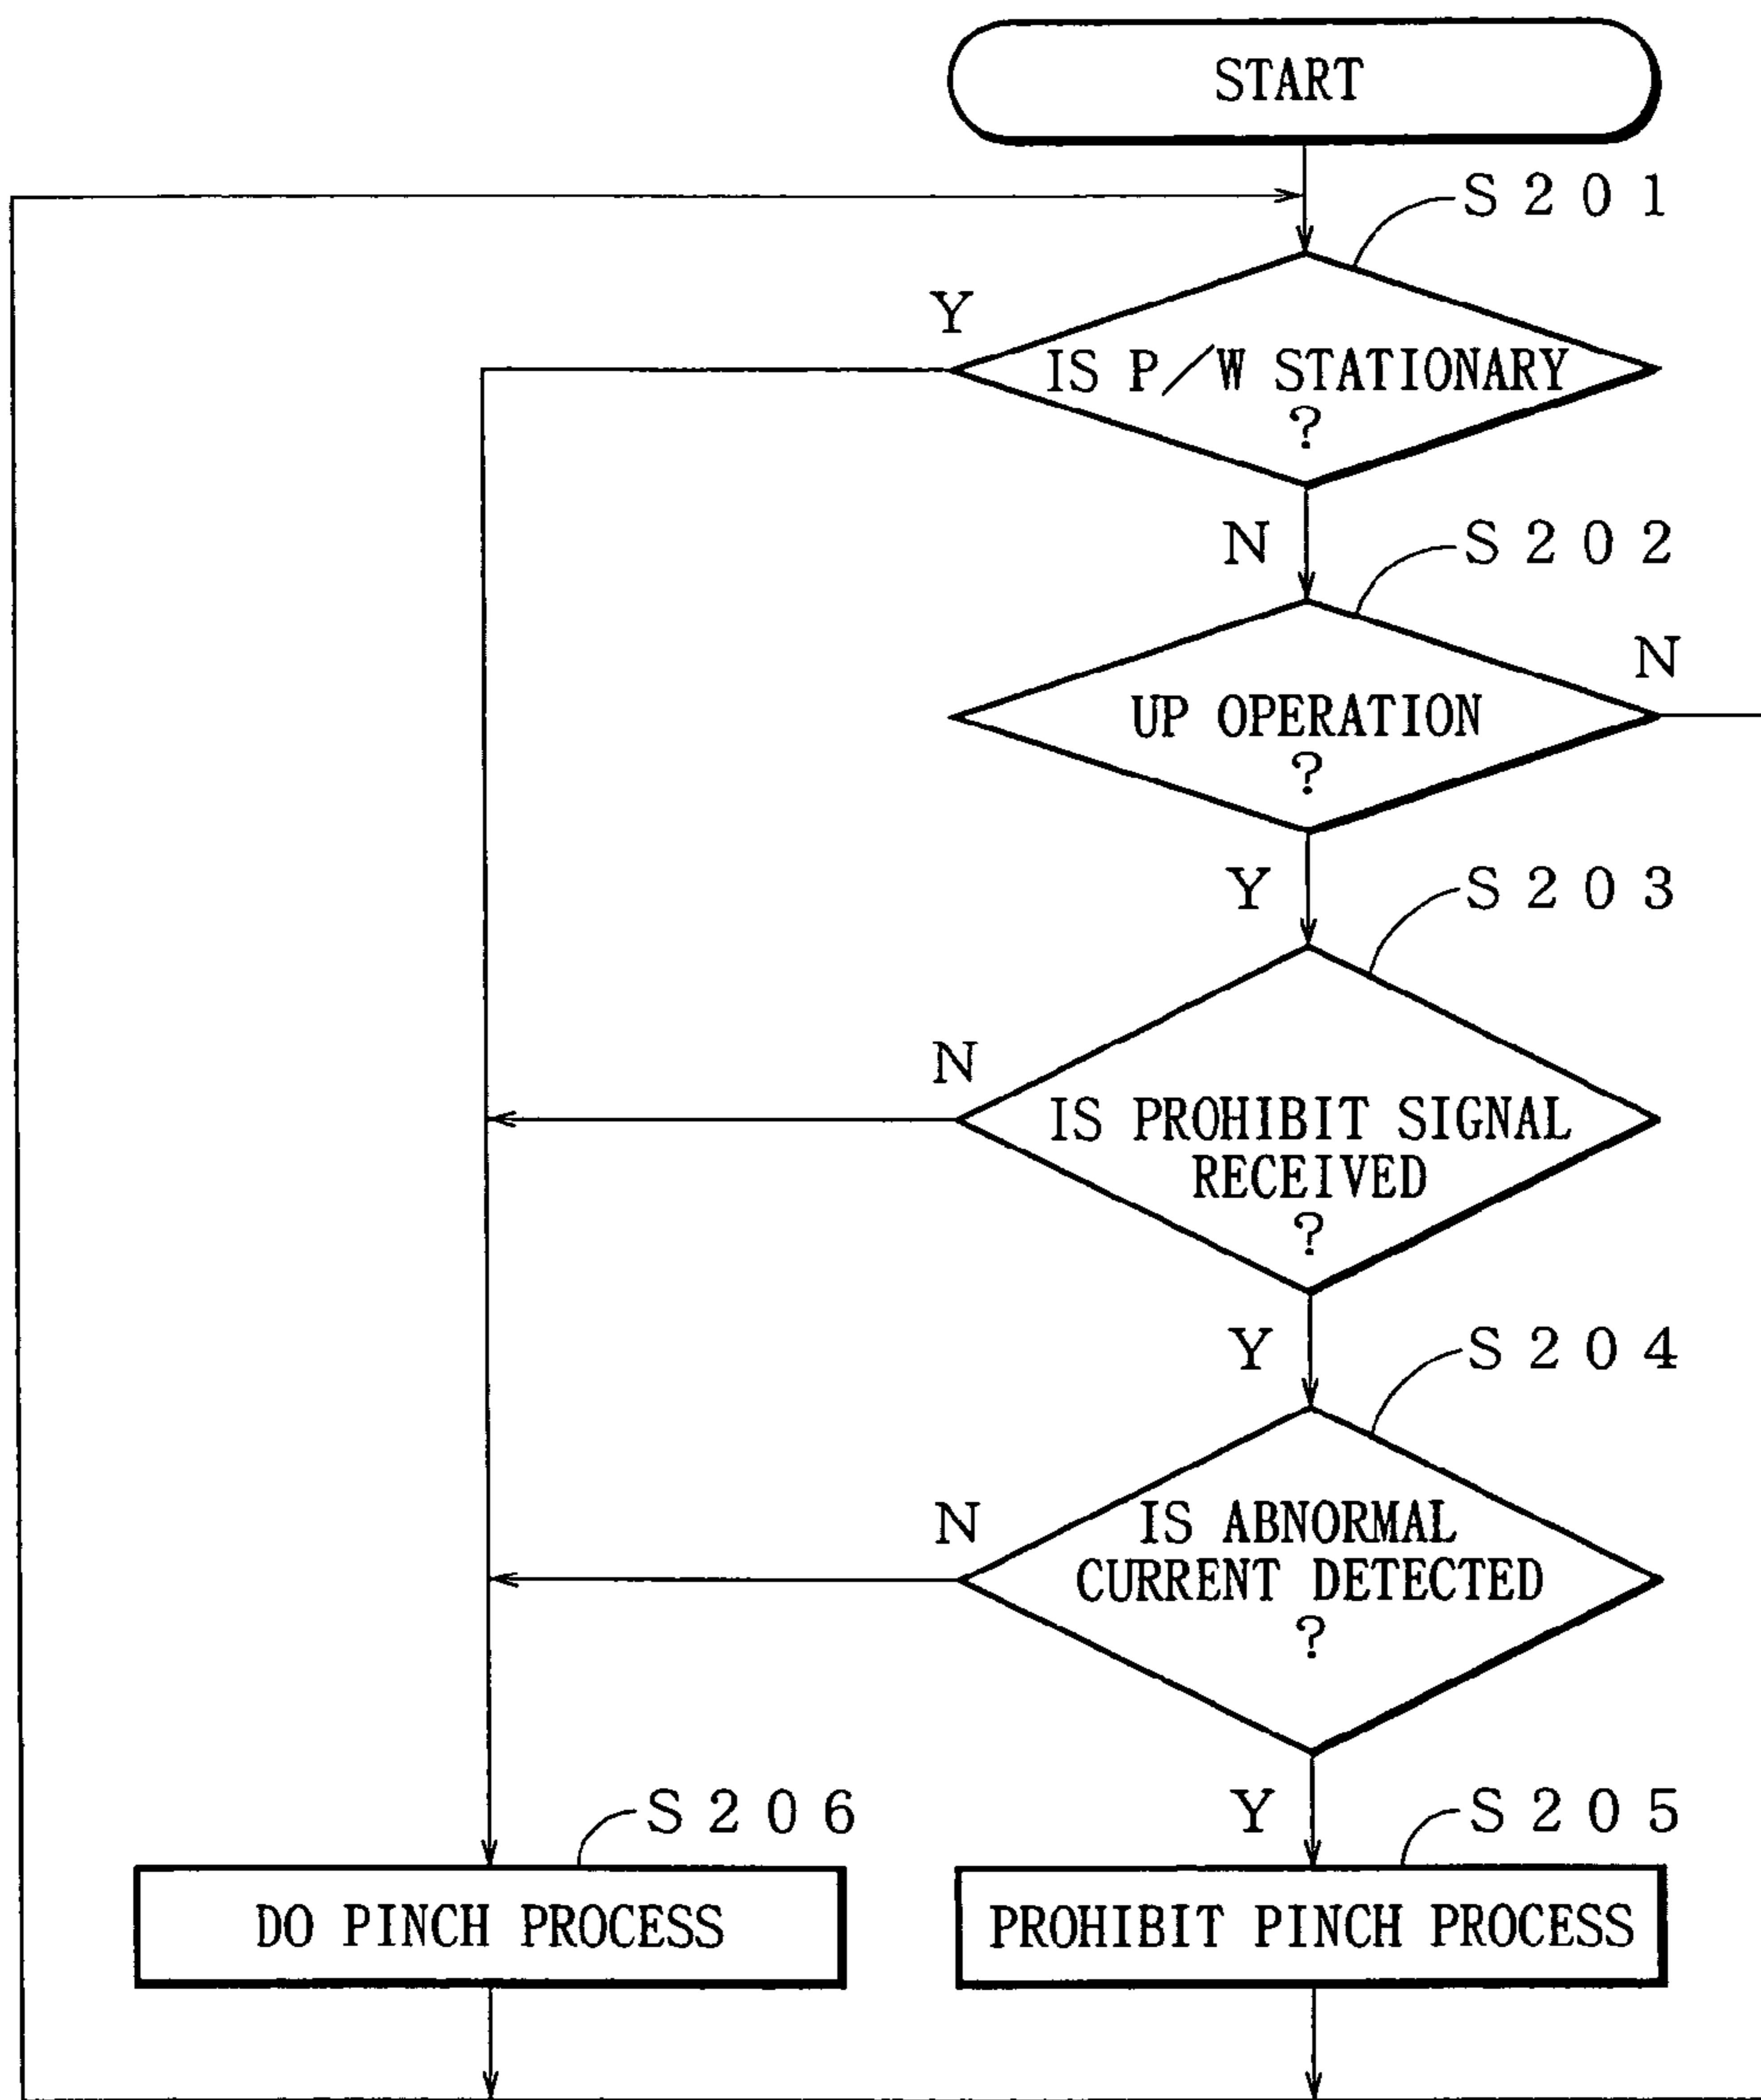 START
S201
Y
IS P/W STATIONARY
?
N
S202
N
UP OPERATION
?
Y
S203
N
IS PROHIBIT SIGNAL
RECEIVED
?
Y
S204
N
IS ABNORMAL
CURRENT DETECTED
?
Y
S206
S205
DO PINCH PROCESS
PROHIBIT PINCH PROCESS